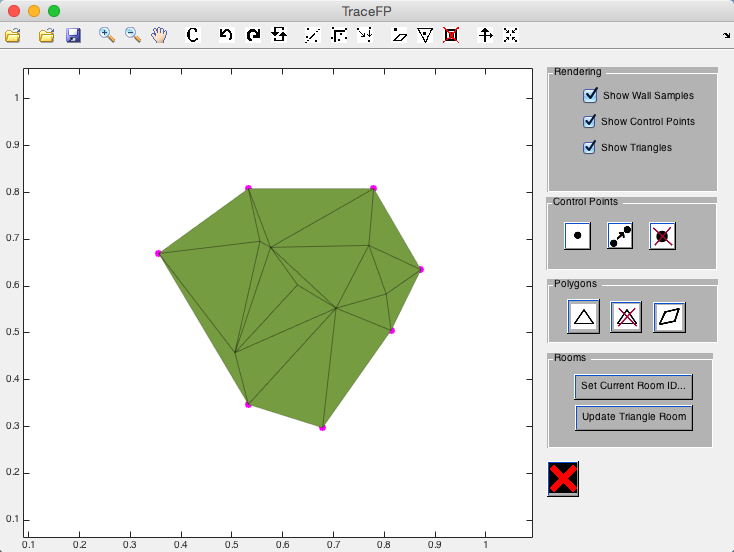 TraceFP
C
Rendering
Show Wall Samples
Show Control Points
Show Triangles
Control Points
Polygons
Rooms
Set Current Room ID...
Update Triangle Room
1
0.9
0.8
0.7
0.6
0.5
0.4
0.3
0.2
0.1
0.1 0.2 0.3 0.4 0.5 0.6 0.7 0.8 0.9 1